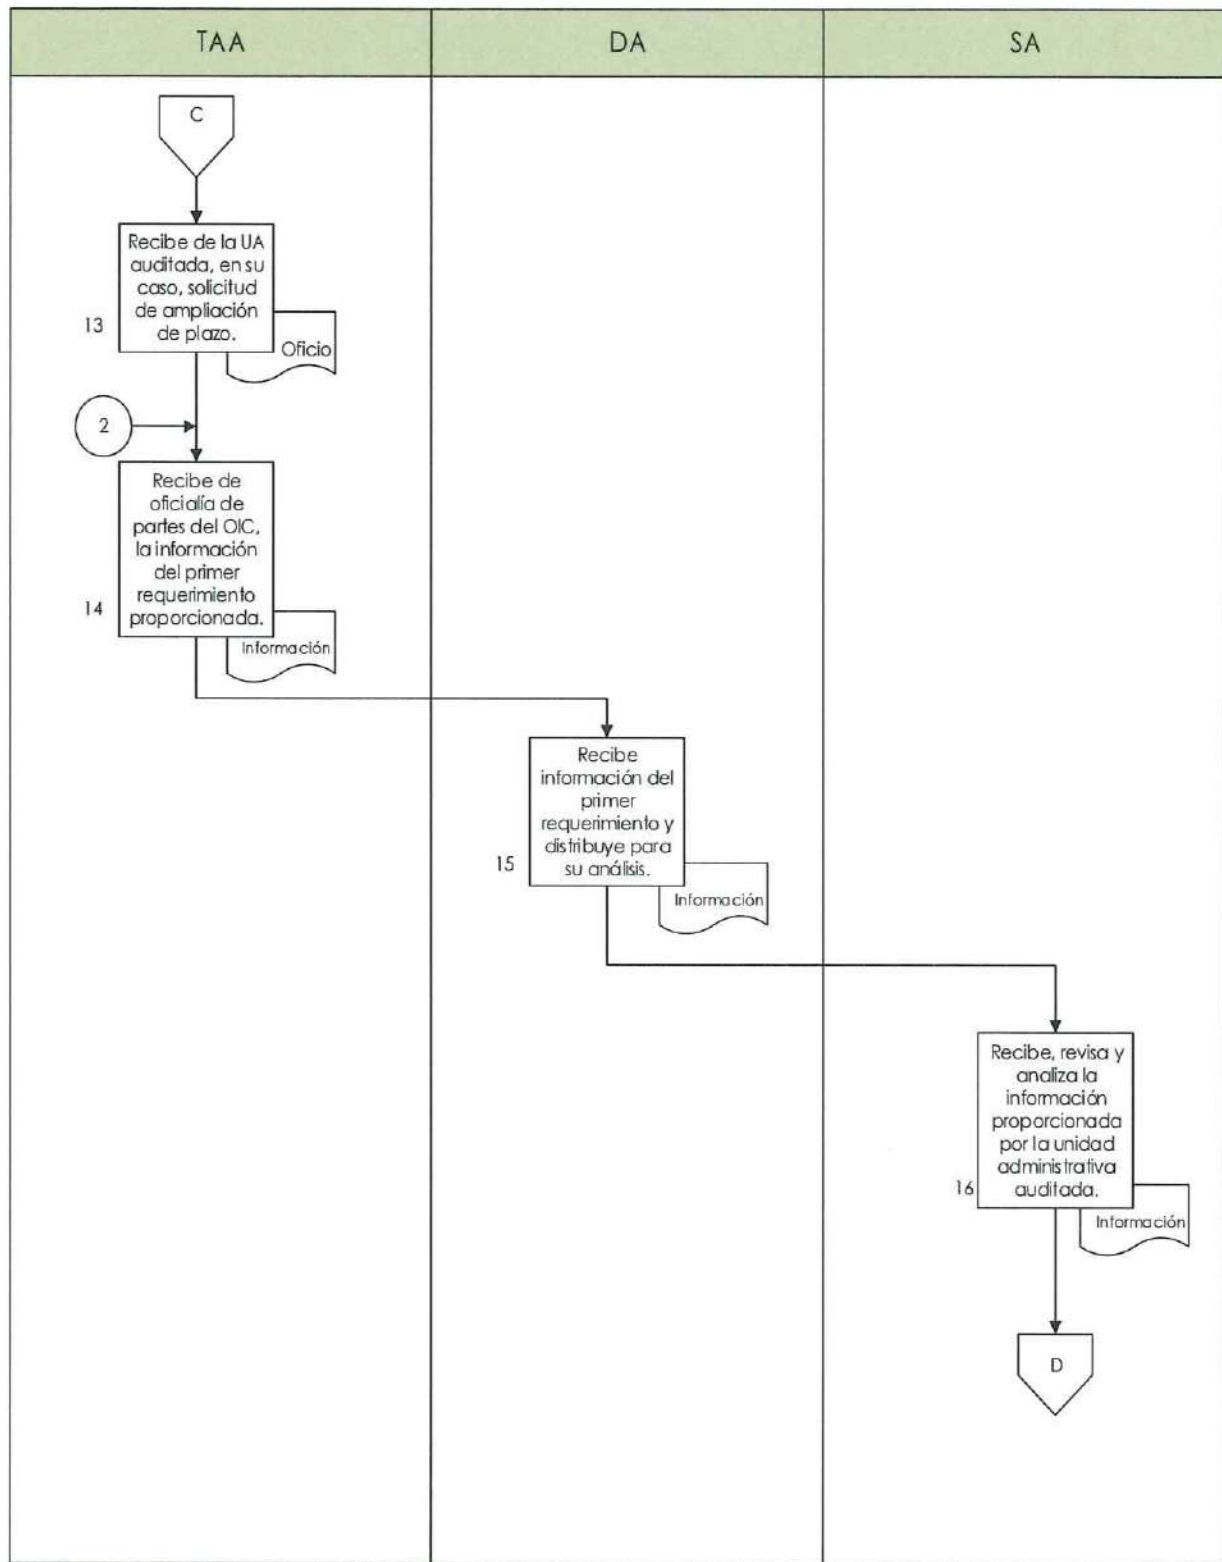 TAA
DA
SA
C
Recibe de la UA
auditada, en su
caso, solicitud
de ampliación
de plazo.
13
Oficio
2
Recibe de
oficialía de
partes del OIC,
la información
del primer
requerimiento
proporcionada.
14
Información
Recibe
información del
primer
requerimiento y
distribuye para
su análisis.
15
Información
Recibe, revisa y
analiza la
información
proporcionada
por la unidad
administrativa
auditada.
16
Información
D